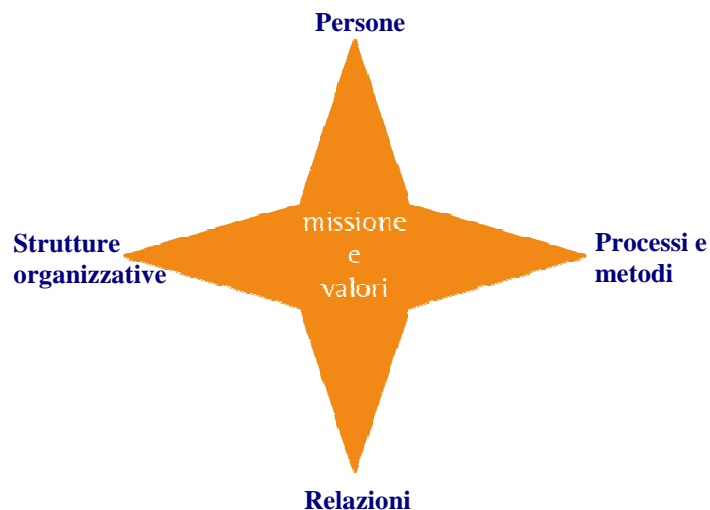 Persone
missione
e
valori
Strutture
organizzative
Processi e
metodi
Relazioni